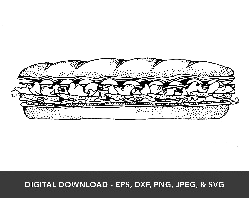 DIGITAL DOWNLOAD - EPS, DXF, PNG, JPEG, & SVG